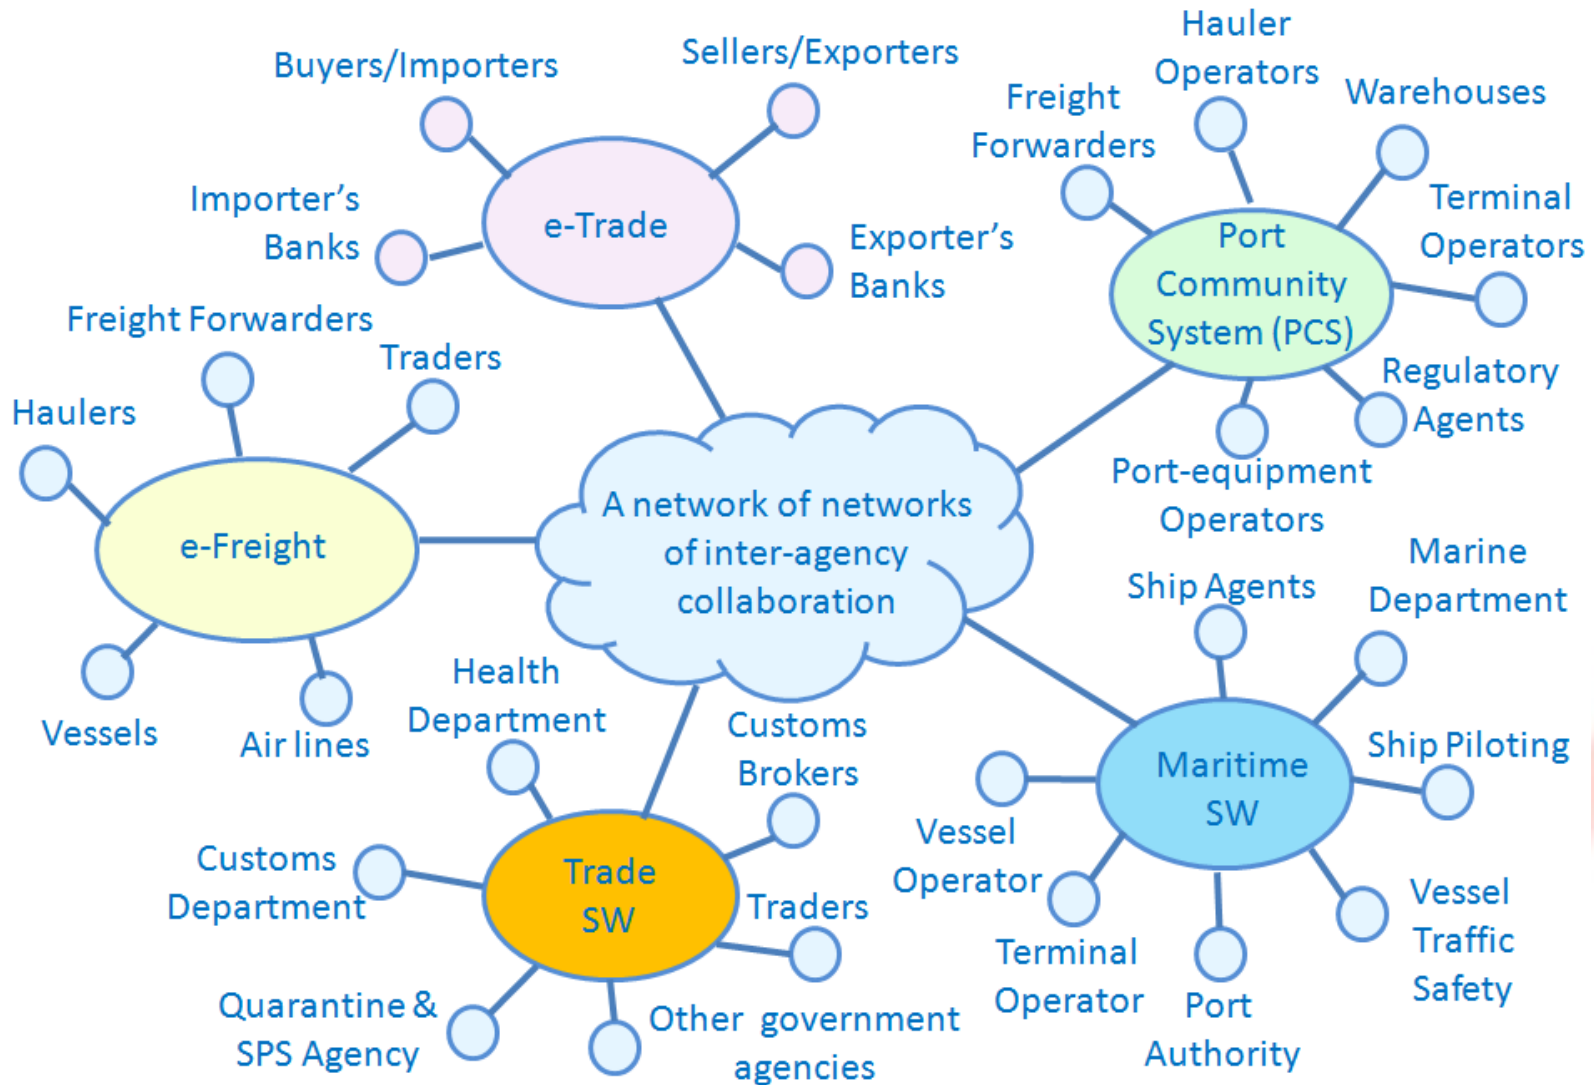 Buyers/Importers
Sellers/Exporters
Importer's
Banks
e-Trade
Exporter's
Banks
Hauler
Operators
Freight
Forwarders
Warehouses
Terminal
Operators
Port
Community
System (PCS)
Regulatory
Agents
Port-equipment
Operators
Freight Forwarders
Traders
Haulers
e-Freight
Vessels
Air lines
A network of networks
of inter-agency
collaboration
Ship Agents
Marine
Department
Ship Piloting
Maritime
SW
Vessel
Operator
Terminal
Operator
Port
Authority
Vessel
Traffic
Safety
Health
Department
Customs
Brokers
Customs
Department
Trade
SW
Traders
Quarantine &
SPS Agency
Other government
agencies